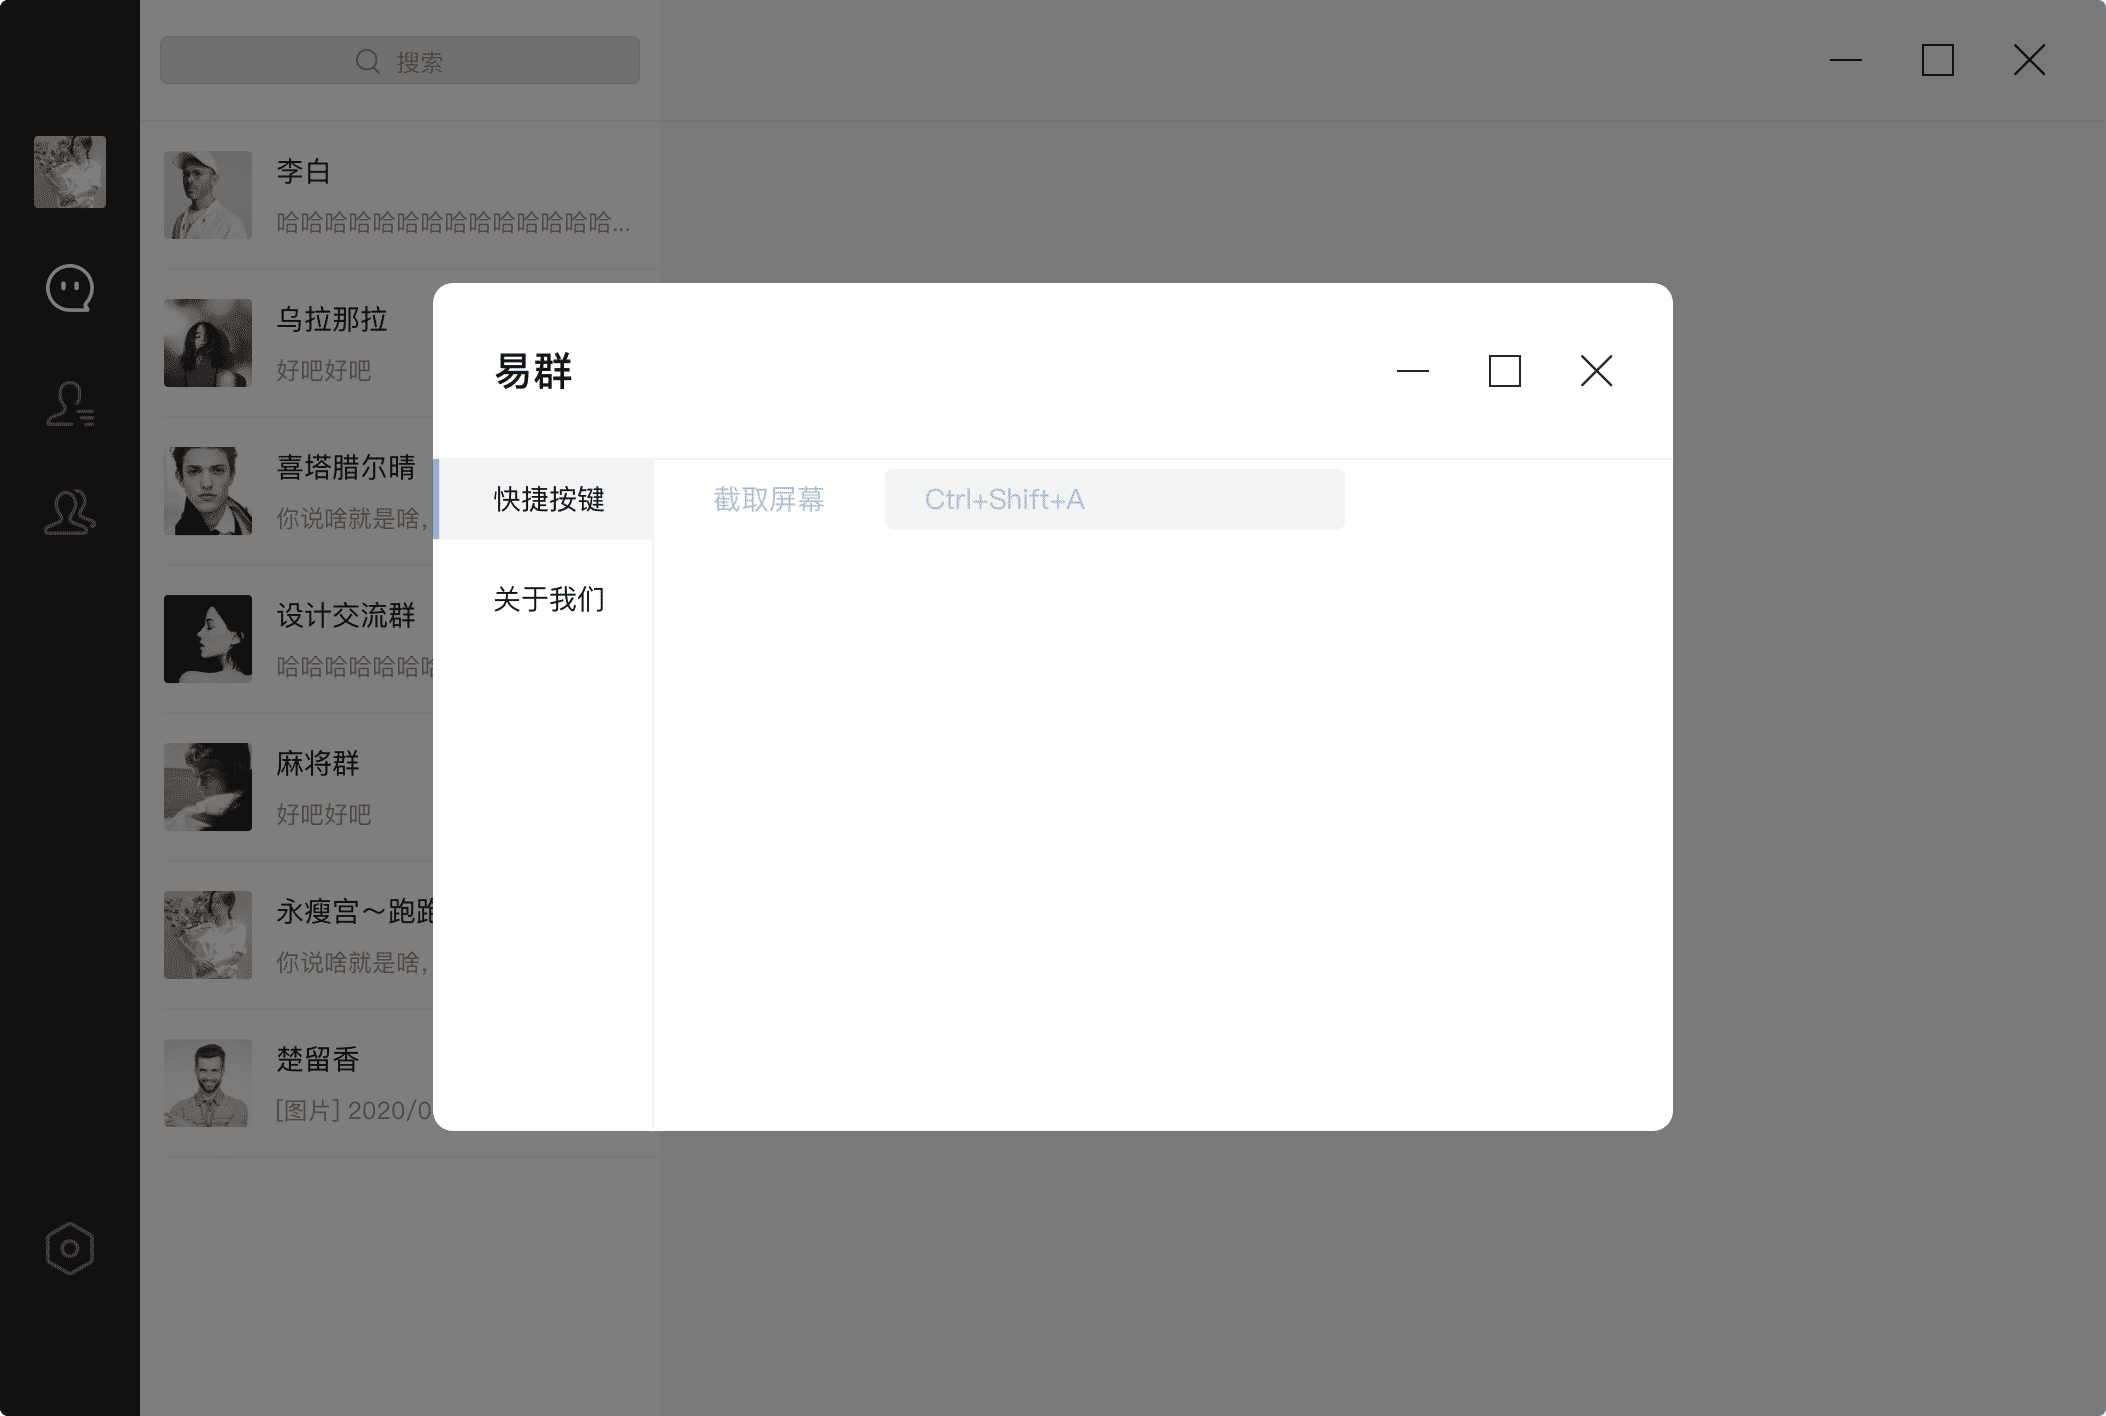 搜索
李白
哈哈哈哈哈哈哈哈哈哈哈哈哈哈...
乌拉那拉
好吧好吧
喜塔腊尔晴
你说啥就是啥,
设计交流群
哈哈哈哈哈哈哈
麻将群
好吧好吧
永瘦宫～跑跑
你说啥就是啥,
楚留香
[图片] 2020/0
易群
快捷按键
截取屏幕
Ctrl+Shift+A
关于我们